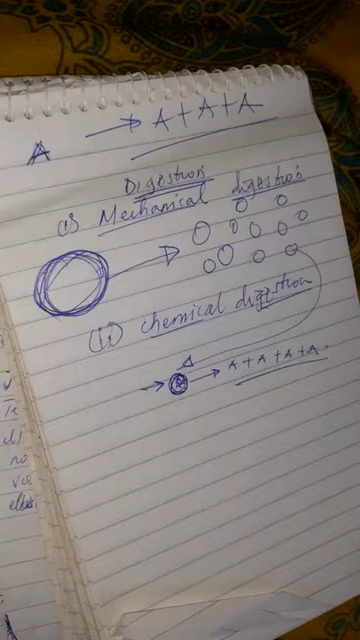 A → A + A + A
Digestion
(i) Mechanical digestion
(ii) chemical digestion
A
→ A → A + A + A + A